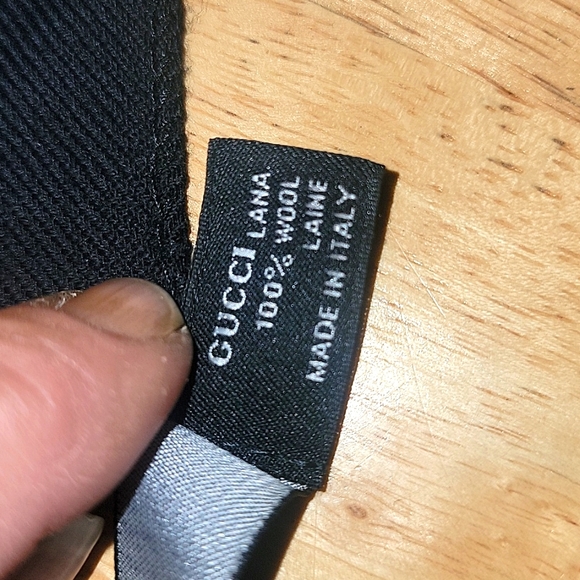 GUCCI LANA
100% WOOL
LAINE
MADE IN ITALY